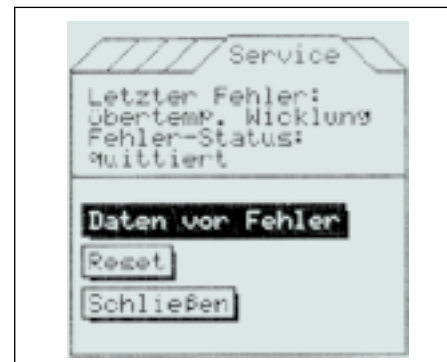 Service
Letzter Fehler:
Übertemp. Wicklung
Fehler-Status:
quittiert
Daten vor Fehler
Reset
Schließen